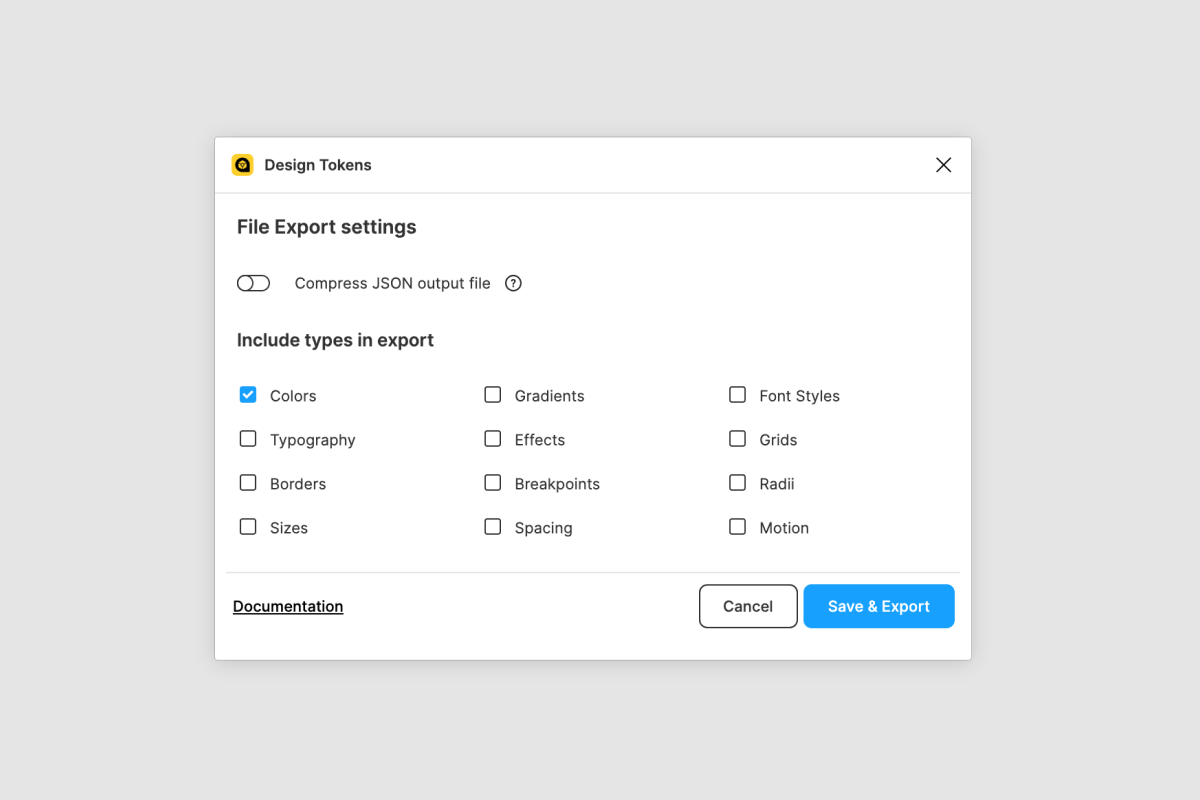 Design Tokens
File Export settings
Compress JSON output file ?
Include types in export
Colors Gradients Font Styles
Typography Effects Grids
Borders Breakpoints Radii
Sizes Spacing Motion
Documentation Cancel Save & Export